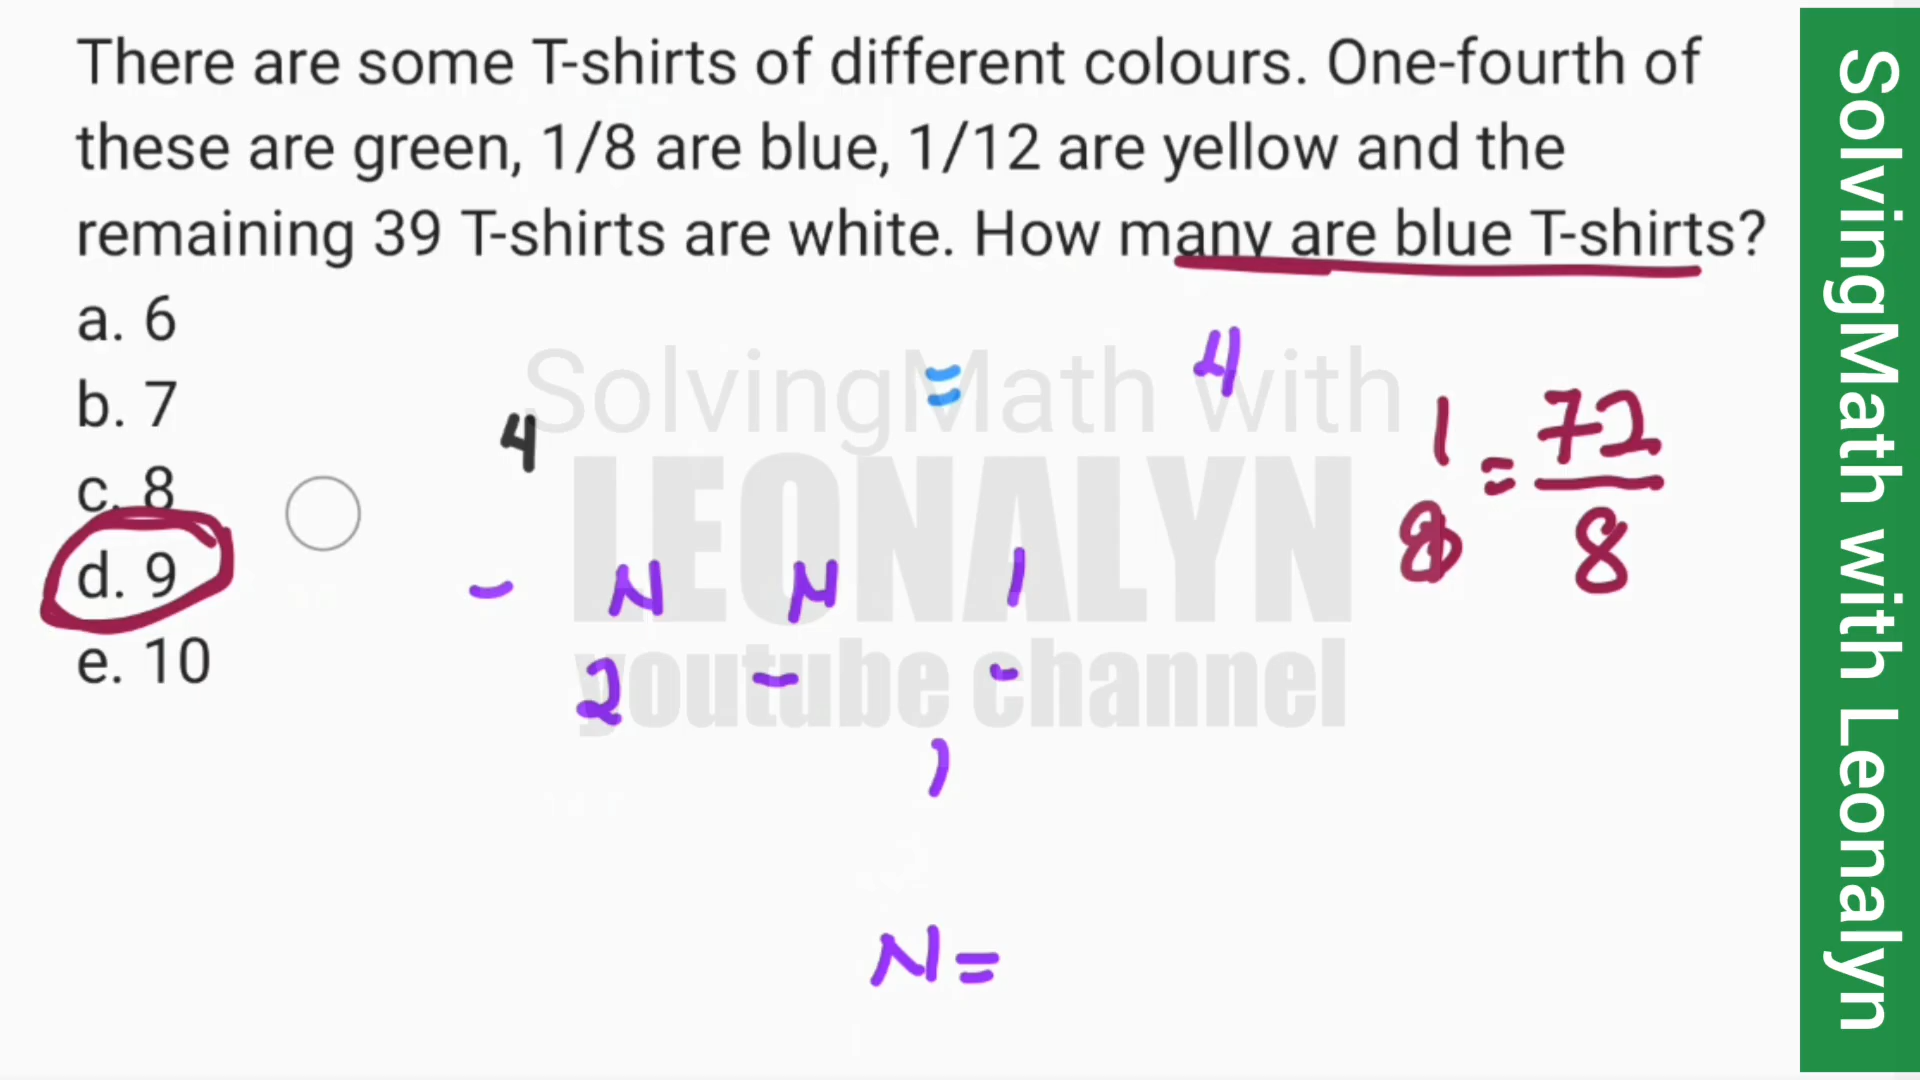 There are some T-shirts of different colours. One-fourth of
these are green, 1/8 are blue, 1/12 are yellow and the
remaining 39 T-shirts are white. How many are blue T-shirts?
a. 6
b. 7
c. 8
d. 9
e. 10
SolvingMath with
LEONALYN
youtube channel
=
4
4
1 = 72
8 8
- N N 1
2 - -
N =
SolvingMath with Leonalyn